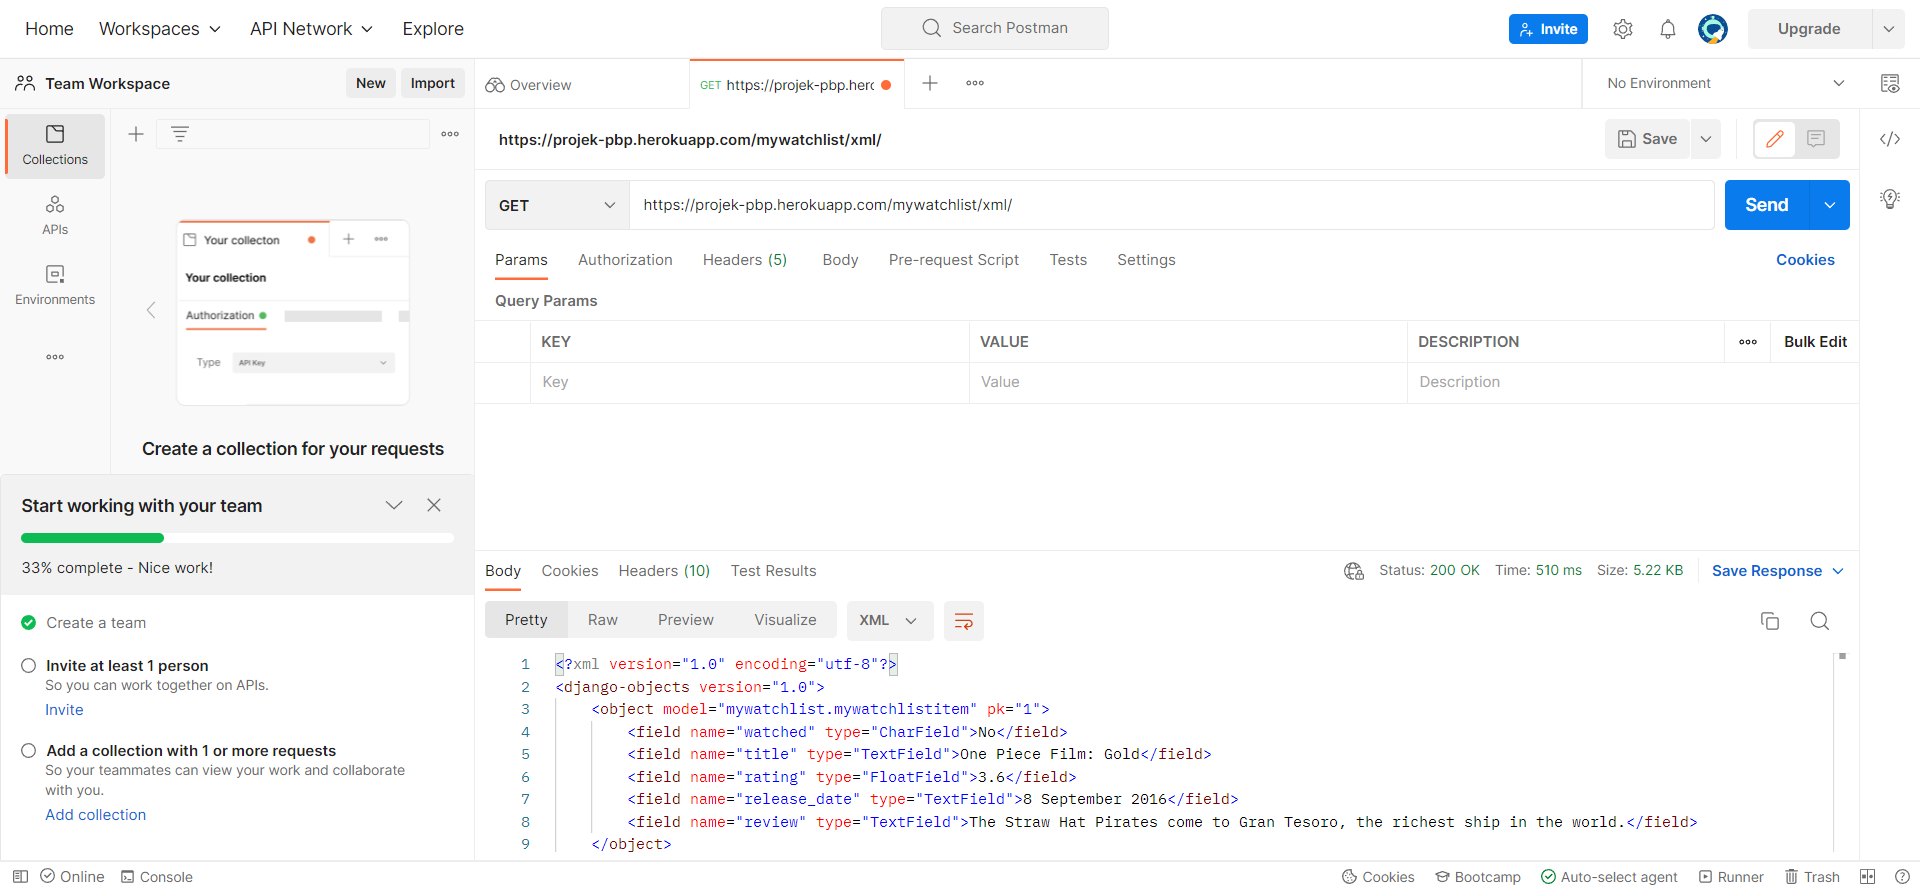 Home Workspaces API Network Explore Search Postman Invite Upgrade
Team Workspace New Import Overview GET https://projek-pbp.herc No Environment
Collections
APIs
Environments
Your collecton
Your collection
Authorization
Type API Key
Create a collection for your requests
Start working with your team
33% complete - Nice work!
Create a team
Invite at least 1 person
So you can work together on APIs.
Invite
Add a collection with 1 or more requests
So your teammates can view your work and collaborate
with you.
Add collection
https://projek-pbp.herokuapp.com/mywatchlist/xml/ Save
GET https://projek-pbp.herokuapp.com/mywatchlist/xml/ Send
Params Authorization Headers (5) Body Pre-request Script Tests Settings Cookies
Query Params
KEY VALUE DESCRIPTION Bulk Edit
Key Value Description
Body Cookies Headers (10) Test Results Status: 200 OK Time: 510 ms Size: 5.22 KB Save Response
Pretty Raw Preview Visualize XML
1 <?xml version="1.0" encoding="utf-8"?>
2 <django-objects version="1.0">
3 <object model="mywatchlist.mywatchlistitem" pk="1">
4 <field name="watched" type="CharField">No</field>
5 <field name="title" type="TextField">One Piece Film: Gold</field>
6 <field name="rating" type="FloatField">3.6</field>
7 <field name="release_date" type="TextField">8 September 2016</field>
8 <field name="review" type="TextField">The Straw Hat Pirates come to Gran Tesoro, the richest ship in the world.</field>
9 </object>
Online Console Cookies Bootcamp Auto-select agent Runner Trash